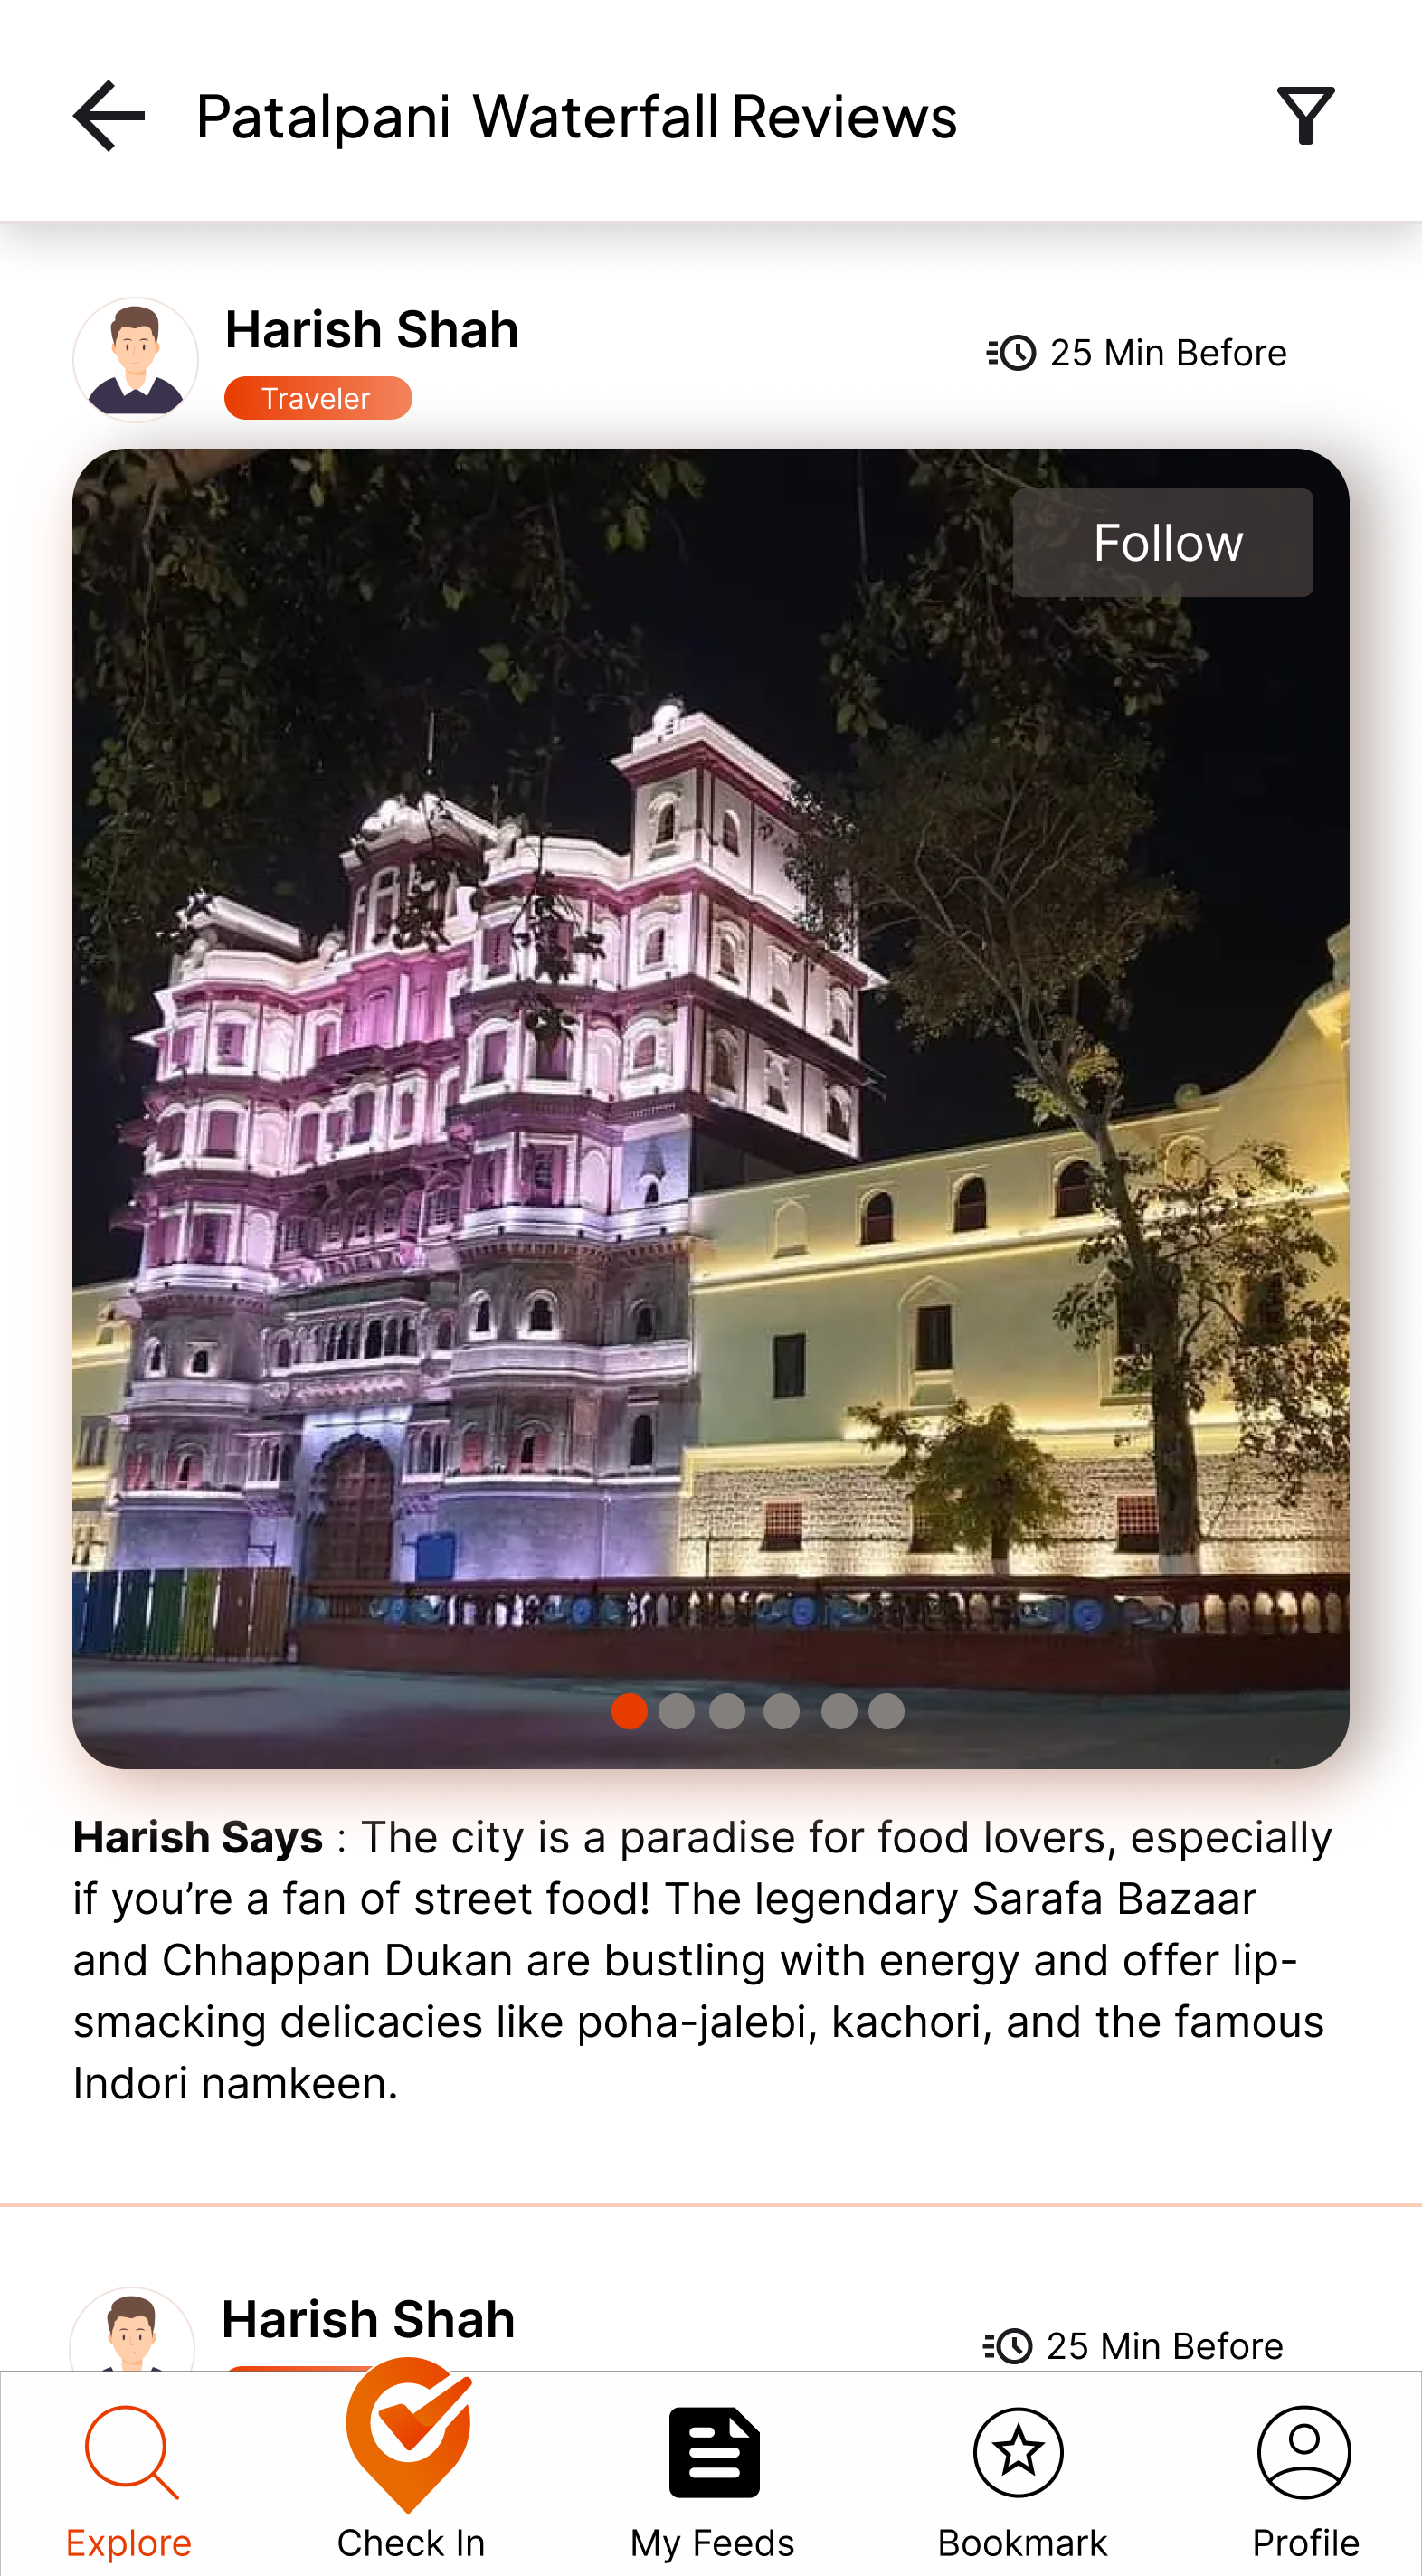 Patalpani Waterfall Reviews
Harish Shah
25 Min Before
Traveler
Follow
Harish Says : The city is a paradise for food lovers, especially
if you’re a fan of street food! The legendary Sarafa Bazaar
and Chhappan Dukan are bustling with energy and offer lip-
smacking delicacies like poha-jalebi, kachori, and the famous
Indori namkeen.
Harish Shah
25 Min Before
Explore
Check In
My Feeds
Bookmark
Profile